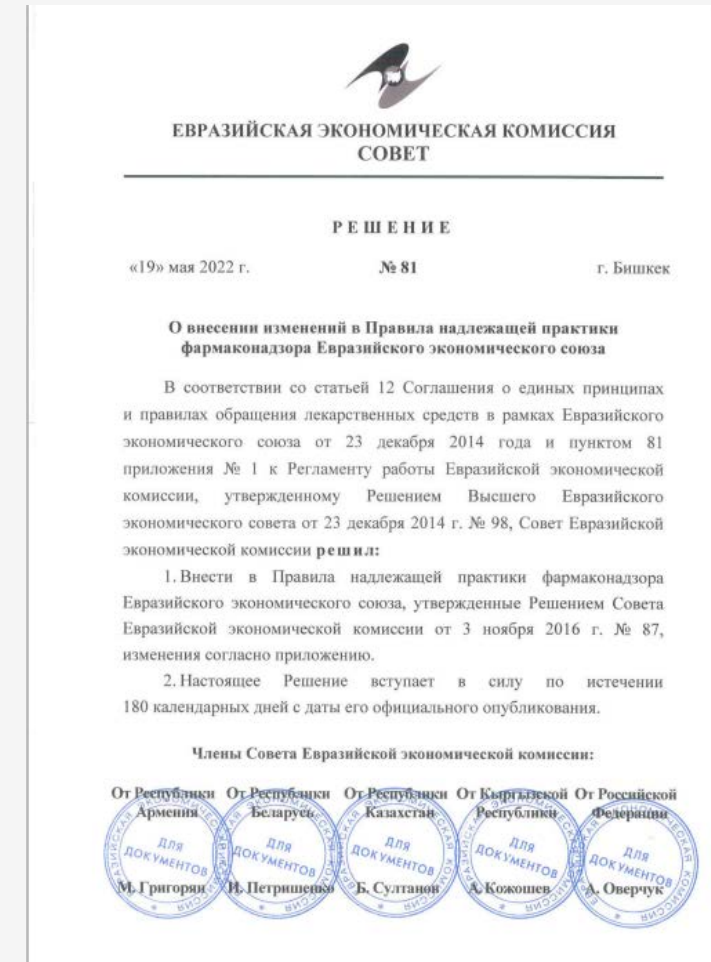 ЕВРАЗИЙСКАЯ ЭКОНОМИЧЕСКАЯ КОМИССИЯ
СОВЕТ
РЕШЕНИЕ
«19» мая 2022 г. № 81 г. Бишкек
О внесении изменений в Правила надлежащей практики
фармаконадзора Евразийского экономического союза
В соответствии со статьей 12 Соглашения о единых принципах
и правилах обращения лекарственных средств в рамках Евразийского
экономического союза от 23 декабря 2014 года и пунктом 81
приложения № 1 к Регламенту работы Евразийской экономической
комиссии, утвержденному Решением Высшего Евразийского
экономического совета от 23 декабря 2014 г. № 98, Совет Евразийской
экономической комиссии решил:
1. Внести в Правила надлежащей практики фармаконадзора
Евразийского экономического союза, утвержденные Решением Совета
Евразийской экономической комиссии от 3 ноября 2016 г. № 87,
изменения согласно приложению.
2. Настоящее Решение вступает в силу по истечении
180 календарных дней с даты его официального опубликования.
Члены Совета Евразийской экономической комиссии:
От Республики От Республики От Республики От Кыргызской От Российской
Армения Беларусь Казахстан Республики Федерации
ДЛЯ ДЛЯ ДЛЯ ДЛЯ ДЛЯ
ДОКУМЕНТОВ ДОКУМЕНТОВ ДОКУМЕНТОВ ДОКУМЕНТОВ ДОКУМЕНТОВ
М. Григорян И. Петришенко Б. Султанов А. Кожошев А. Оверчук